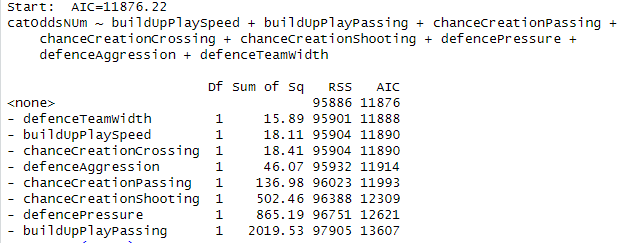 Start:  AIC=11876.22
catOddsNUm ~ buildUpPlaySpeed + buildUpPlayPassing + chanceCreationPassing +
    chanceCreationCrossing + chanceCreationShooting + defencePressure +
    defenceAggression + defenceTeamWidth
                         Df Sum of Sq   RSS   AIC
<none>                                95886 11876
- defenceTeamWidth        1     15.89 95901 11888
- buildUpPlaySpeed        1     18.11 95904 11890
- chanceCreationCrossing  1     18.41 95904 11890
- defenceAggression       1     46.07 95932 11914
- chanceCreationPassing   1    136.98 96023 11993
- chanceCreationShooting  1    502.46 96388 12309
- defencePressure         1    865.19 96751 12621
- buildUpPlayPassing      1   2019.53 97905 13607